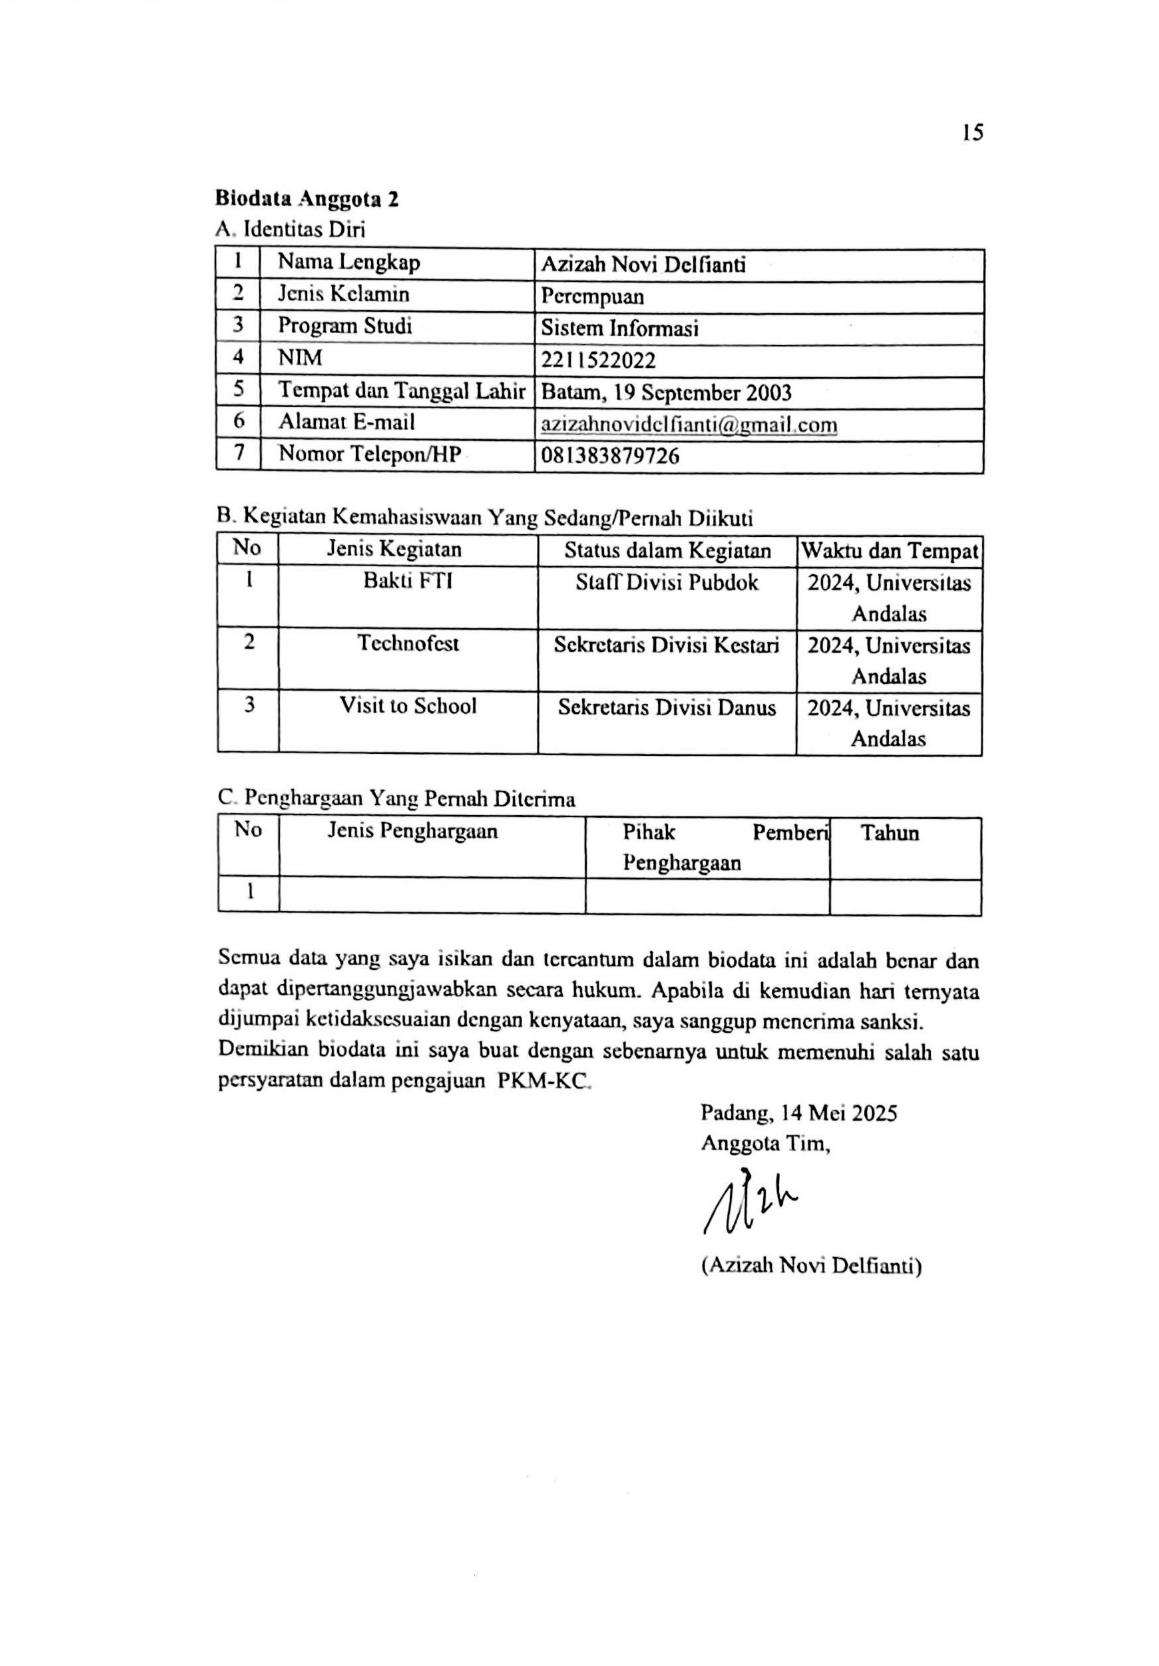 15
Biodata Anggota 2
A. Identitas Diri
1 Nama Lengkap Azizah Novi Delfianti
2 Jenis Kelamin Perempuan
3 Program Studi Sistem Informasi
4 NIM 2211522022
5 Tempat dan Tanggal Lahir Batam, 19 September 2003
6 Alamat E-mail azizahnovidelfianti@gmail.com
7 Nomor Telepon/HP 081383879726
B. Kegiatan Kemahasiswaan Yang Sedang/Pernah Diikuti
No Jenis Kegiatan Status dalam Kegiatan Waktu dan Tempat
1 Bakti FTI Staff Divisi Pubdok 2024, Universitas
Andalas
2 Technofest Sekretaris Divisi Kestari 2024, Universitas
Andalas
3 Visit to School Sekretaris Divisi Danus 2024, Universitas
Andalas
C. Penghargaan Yang Pernah Diterima
No Jenis Penghargaan Pihak Pemberi Tahun
Penghargaan
1
Semua data yang saya isikan dan tercantum dalam biodata ini adalah benar dan
dapat dipertanggungjawabkan secara hukum. Apabila di kemudian hari ternyata
dijumpai ketidaksesuaian dengan kenyataan, saya sanggup menerima sanksi.
Demikian biodata ini saya buat dengan sebenarnya untuk memenuhi salah satu
persyaratan dalam pengajuan PKM-KC.
Padang, 14 Mei 2025
Anggota Tim,
(Azizah Novi Delfianti)